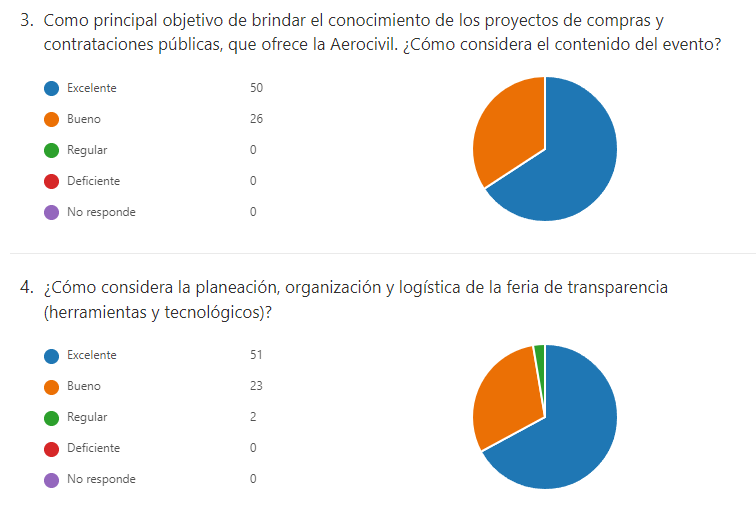 3. Como principal objetivo de brindar el conocimiento de los proyectos de compras y
contrataciones públicas, que ofrece la Aerocivil. ¿Cómo considera el contenido del evento?
Excelente 50
Bueno 26
Regular 0
Deficiente 0
No responde 0
4. ¿Cómo considera la planeación, organización y logística de la feria de transparencia
(herramientas y tecnológicos)?
Excelente 51
Bueno 23
Regular 2
Deficiente 0
No responde 0